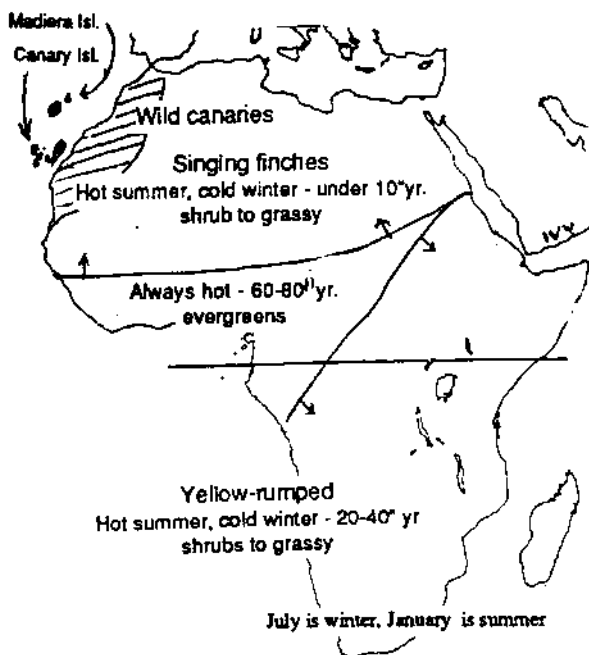 Madiera Isl.
Canary Isl.
Wild canaries
Singing finches
Hot summer, cold winter - under 10"yr.
shrub to grassy
Always hot - 60-80"yr.
evergreens
Yellow-rumped
Hot summer, cold winter - 20-40" yr
shrubs to grassy
July is winter, January is summer